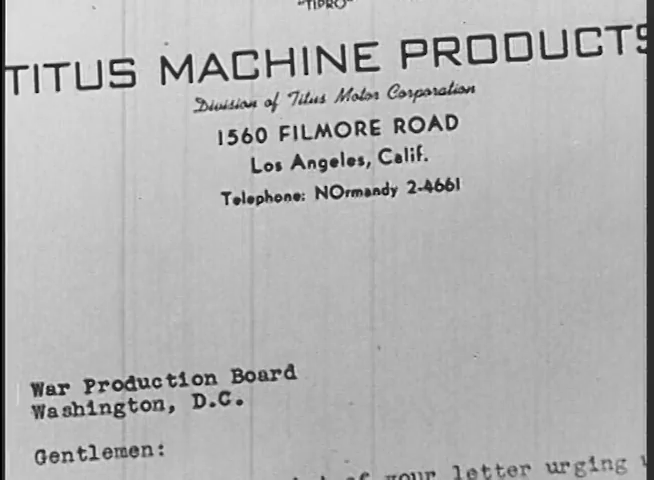 "TIPRO"
TITUS MACHINE PRODUCTS
Division of Titus Motor Corporation
1560 FILMORE ROAD
Los Angeles, Calif.
Telephone: NOrmandy 2-4661
War Production Board
Washington, D.C.
Gentlemen:
of your letter urging